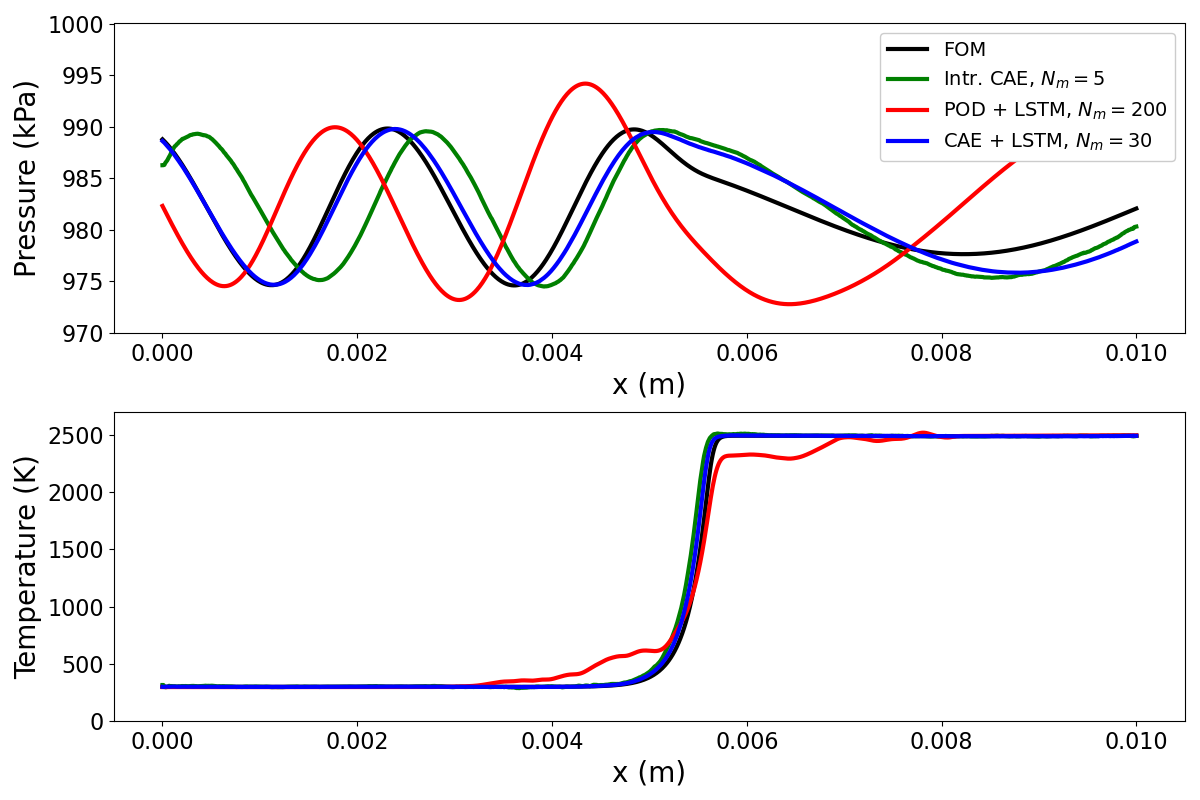 1000
995
990
985
980
975
970
Pressure (kPa)
FOM
Intr. CAE, N_m = 5
POD + LSTM, N_m = 200
CAE + LSTM, N_m = 30
0.000 0.002 0.004 0.006 0.008 0.010
x (m)
2500
2000
1500
1000
500
0
Temperature (K)
0.000 0.002 0.004 0.006 0.008 0.010
x (m)